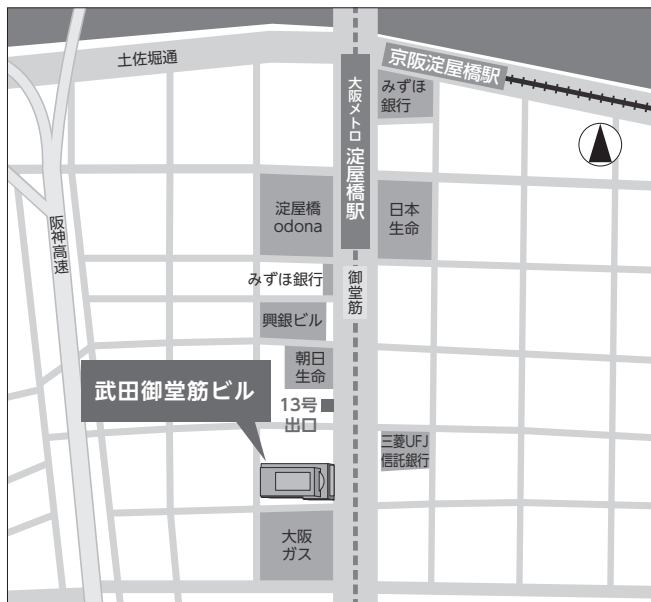 土佐堀通
京阪淀屋橋駅
みずほ
銀行
大阪メトロ 淀屋橋駅
淀屋橋
odona
日本
生命
阪神高速
みずほ銀行
御堂筋
興銀ビル
朝日
生命
武田御堂筋ビル
13号
出口
三菱UFJ
信託銀行
大阪
ガス